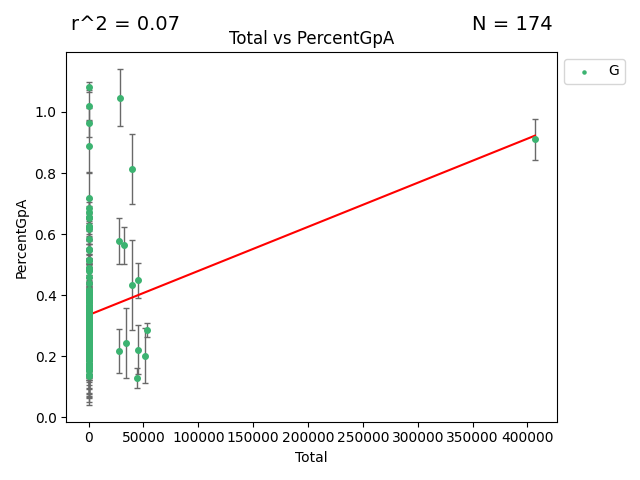 r^2 = 0.07
N = 174
Total vs PercentGpA
G
1.0
0.8
0.6
0.4
0.2
0.0
PercentGpA
0 50000 100000 150000 200000 250000 300000 350000 400000
Total